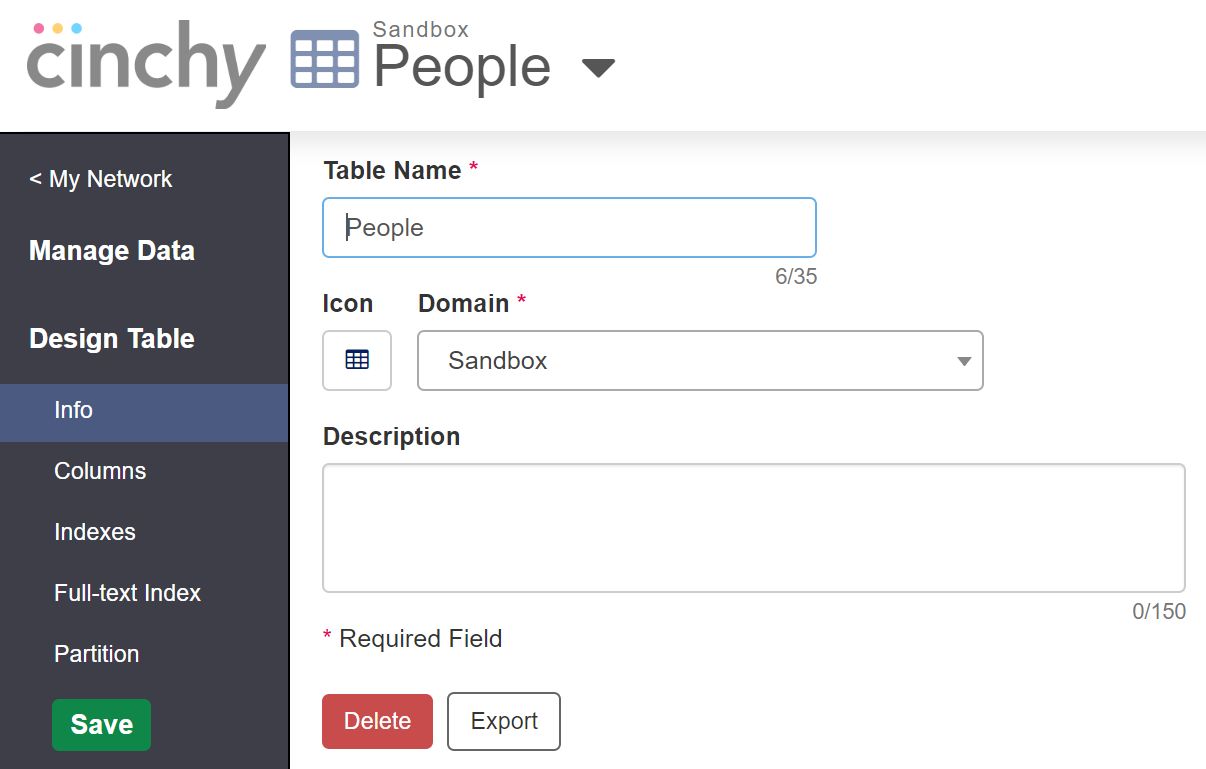 cinchy
Sandbox
People
< My Network
Manage Data
Design Table
Info
Columns
Indexes
Full-text Index
Partition
Save
Table Name *
People
6/35
Icon
Domain *
Sandbox
Description
0/150
* Required Field
Delete
Export